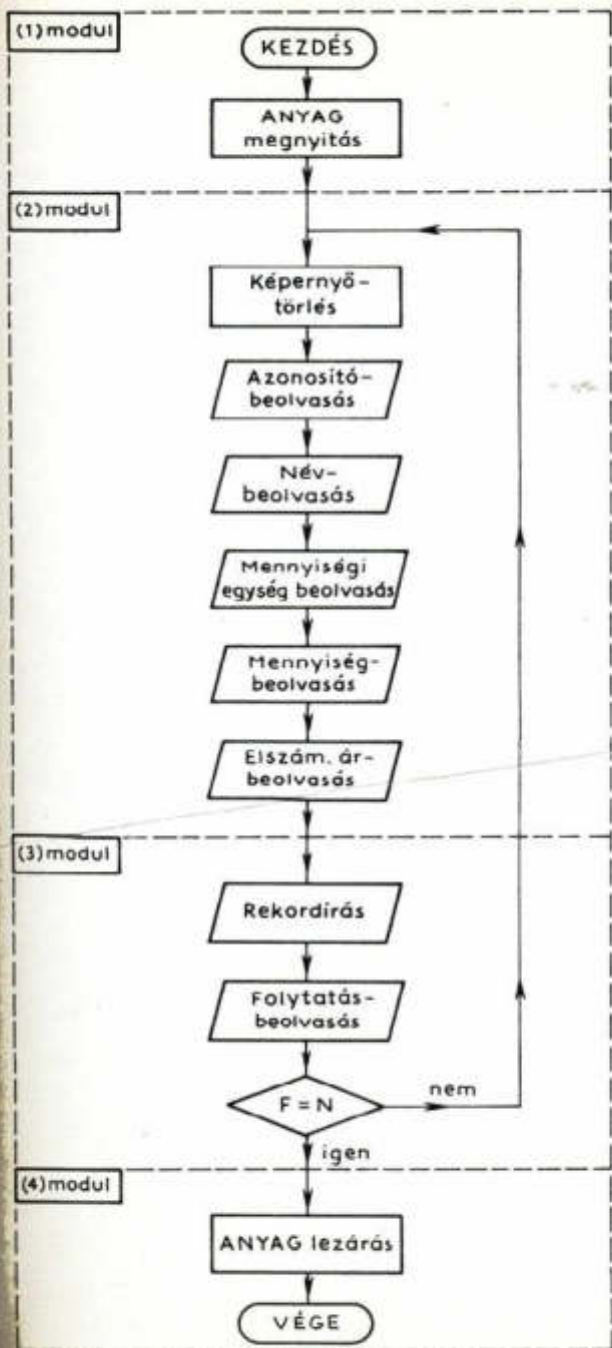 (1) modul
KEZDÉS
ANYAG
megnyitás
(2) modul
Képernyő-
törlés
Azonosító-
beolvasás
Név-
beolvasás
Mennyiségi
egység beolvasás
Mennyiség-
beolvasás
Elszám. ár-
beolvasás
(3) modul
Rekordírás
Folytatás-
beolvasás
F = N
nem
igen
(4) modul
ANYAG lezárás
VÉGE